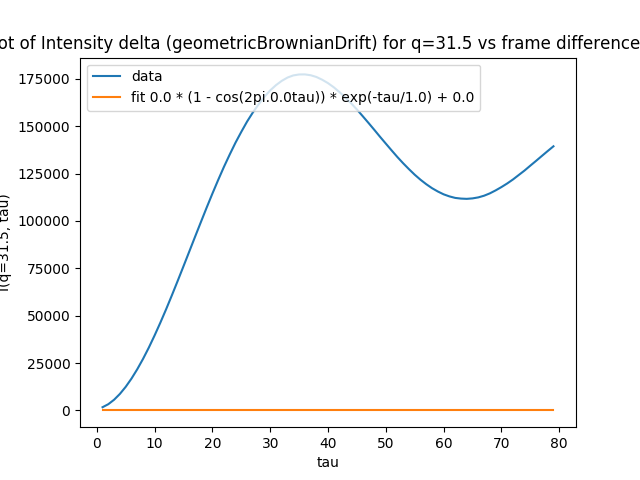 ot of Intensity delta (geometricBrownianDrift) for q=31.5 vs frame difference
data
fit 0.0 * (1 - cos(2pi.0.0tau)) * exp(-tau/1.0) + 0.0
175000
150000
125000
100000
75000
50000
25000
0
I(q=31.5, tau)
0 10 20 30 40 50 60 70 80
tau